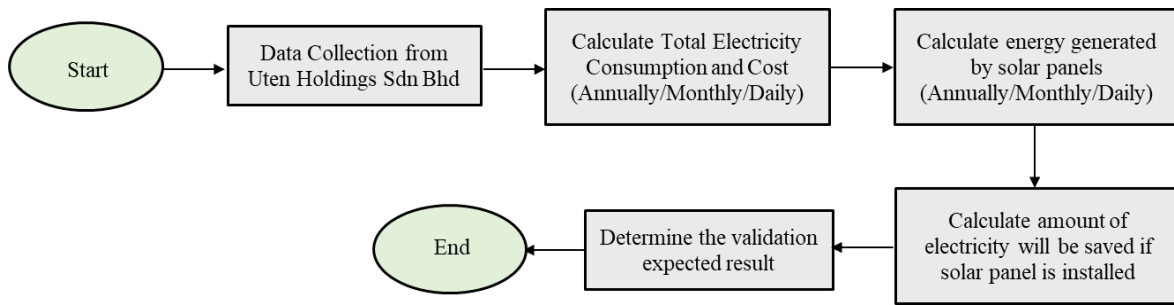 Start
Data Collection from
Uten Holdings Sdn Bhd
Calculate Total Electricity
Consumption and Cost
(Annually/Monthly/Daily)
Calculate energy generated
by solar panels
(Annually/Monthly/Daily)
Calculate amount of
electricity will be saved if
solar panel is installed
Determine the validation
expected result
End